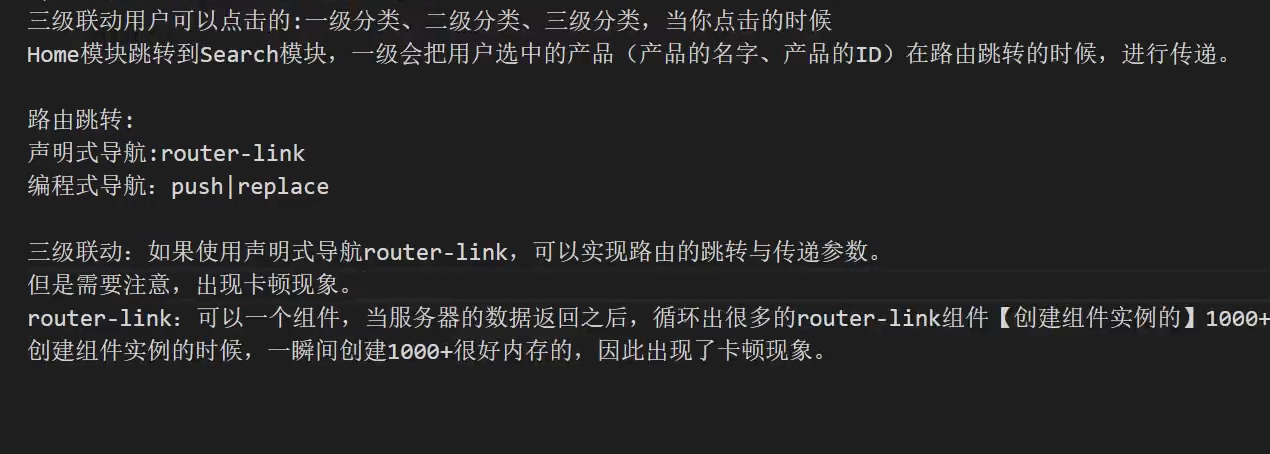 三级联动用户可以点击的:一级分类、二级分类、三级分类，当你点击的时候
Home模块跳转到Search模块，一级会把用户选中的产品（产品的名字、产品的ID）在路由跳转的时候，进行传递。
路由跳转:
声明式导航:router-link
编程式导航：push|replace
三级联动：如果使用声明式导航router-link，可以实现路由的跳转与传递参数。
但是需要注意，出现卡顿现象。
router-link：可以一个组件，当服务器的数据返回之后，循环出很多的router-link组件【创建组件实例的】1000+
创建组件实例的时候，一瞬间创建1000+很好内存的，因此出现了卡顿现象。